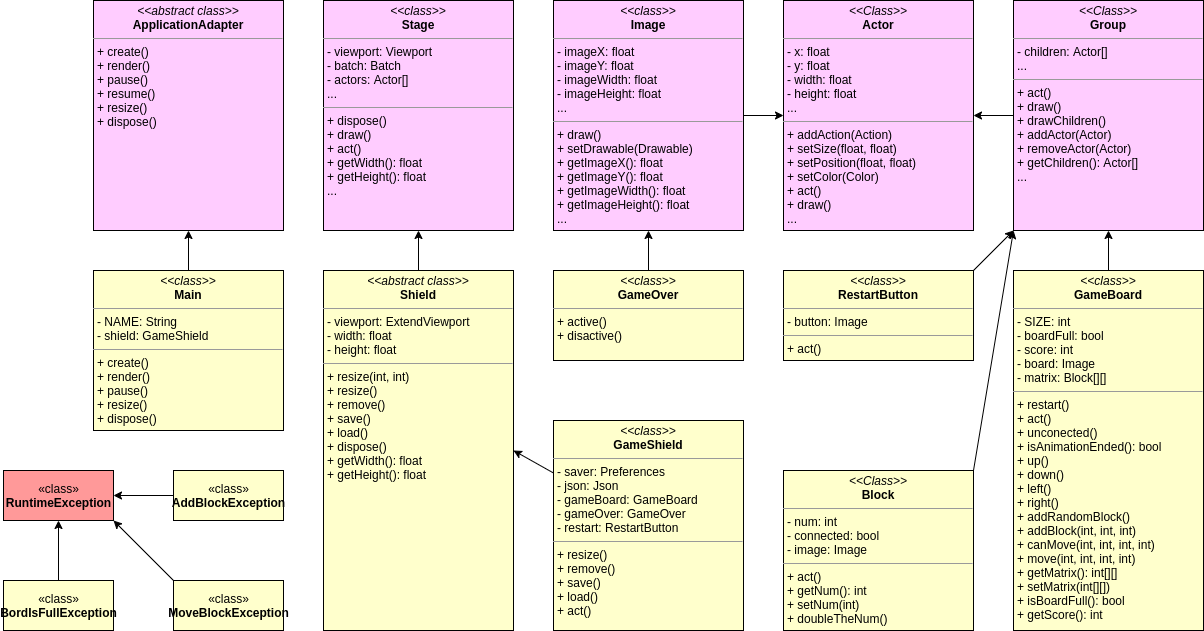 <<abstract class>>
ApplicationAdapter
+ create()
+ render()
+ pause()
+ resume()
+ resize()
+ dispose()
<<class>>
Stage
- viewport: Viewport
- batch: Batch
- actors: Actor[]
...
+ dispose()
+ draw()
+ act()
+ getWidth(): float
+ getHeight(): float
...
<<class>>
Image
- imageX: float
- imageY: float
- imageWidth: float
- imageHeight: float
...
+ draw()
+ setDrawable(Drawable)
+ getImageX(): float
+ getImageY(): float
+ getImageWidth(): float
+ getImageHeight(): float
...
<<Class>>
Actor
- x: float
- y: float
- width: float
- height: float
...
+ addAction(Action)
+ setSize(float, float)
+ setPosition(float, float)
+ setColor(Color)
+ act()
+ draw()
...
<<Class>>
Group
- children: Actor[]
...
+ act()
+ draw()
+ drawChildren()
+ addActor(Actor)
+ removeActor(Actor)
+ getChildren(): Actor[]
...
<<class>>
Main
- NAME: String
- shield: GameShield
+ create()
+ render()
+ pause()
+ resize()
+ dispose()
<<abstract class>>
Shield
- viewport: ExtendViewport
- width: float
- height: float
+ resize(int, int)
+ resize()
+ remove()
+ save()
+ load()
+ dispose()
+ getWidth(): float
+ getHeight(): float
<<class>>
GameOver
+ active()
+ disactive()
<<class>>
RestartButton
- button: Image
+ act()
<<class>>
GameBoard
- SIZE: int
- boardFull: bool
- score: int
- board: Image
- matrix: Block[][]
+ restart()
+ act()
+ unconected()
+ isAnimationEnded(): bool
+ up()
+ down()
+ left()
+ right()
+ addRandomBlock()
+ addBlock(int, int, int)
+ canMove(int, int, int, int)
+ move(int, int, int, int)
+ getMatrix(): int[][]
+ setMatrix(int[][])
+ isBoardFull(): bool
+ getScore(): int
<<class>>
GameShield
- saver: Preferences
- json: Json
- gameBoard: GameBoard
- gameOver: GameOver
- restart: RestartButton
+ resize()
+ remove()
+ save()
+ load()
+ act()
<<Class>>
Block
- num: int
- connected: bool
- image: Image
+ act()
+ getNum(): int
+ setNum(int)
+ doubleTheNum()
«class»
RuntimeException
«class»
AddBlockException
«class»
BordIsFullException
«class»
MoveBlockException